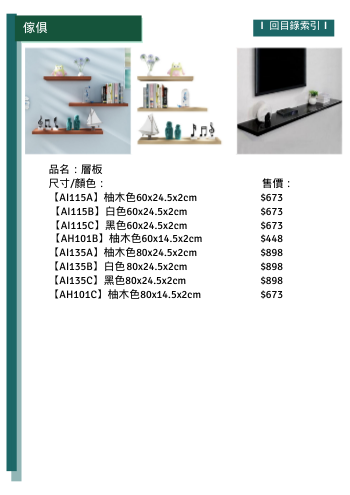 傢俱
回目錄索引
品名：層板
尺寸/顏色： 售價：
【AI115A】柚木色60x24.5x2cm $673
【AI115B】白色60x24.5x2cm $673
【AI115C】黑色60x24.5x2cm $673
【AH101B】柚木色60x14.5x2cm $448
【AI135A】柚木色80x24.5x2cm $898
【AI135B】白色80x24.5x2cm $898
【AI135C】黑色80x24.5x2cm $898
【AH101C】柚木色80x14.5x2cm $673